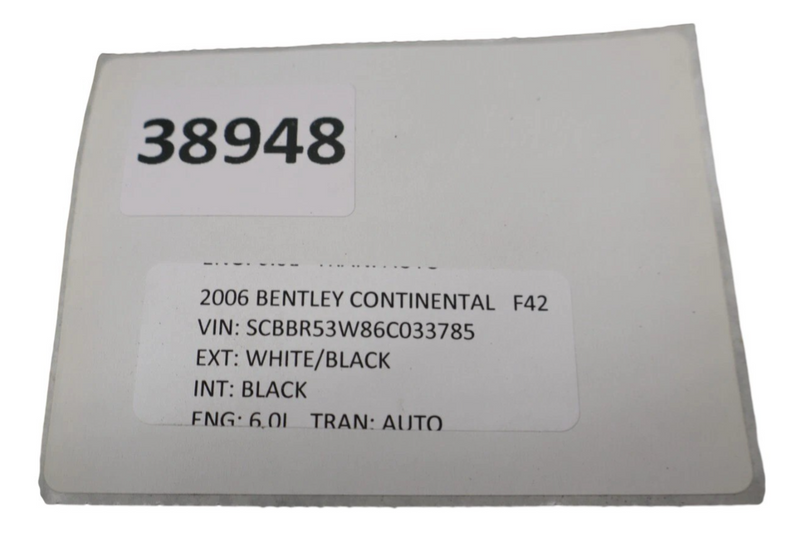 38948
2006 BENTLEY CONTINENTAL F42
VIN: SCBBR53W86C033785
EXT: WHITE/BLACK
INT: BLACK
ENG: 6.0L TRAN: AUTO